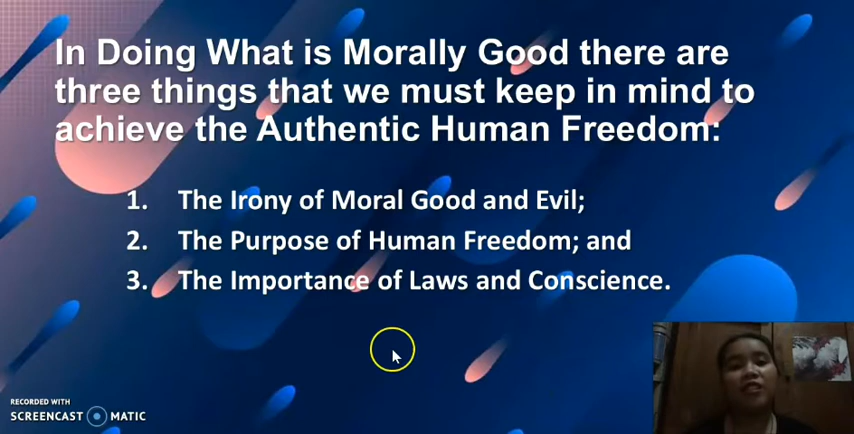 In Doing What is Morally Good there are
three things that we must keep in mind to
achieve the Authentic Human Freedom:
1. The Irony of Moral Good and Evil;
2. The Purpose of Human Freedom; and
3. The Importance of Laws and Conscience.
RECORDED WITH
SCREENCAST MATIC